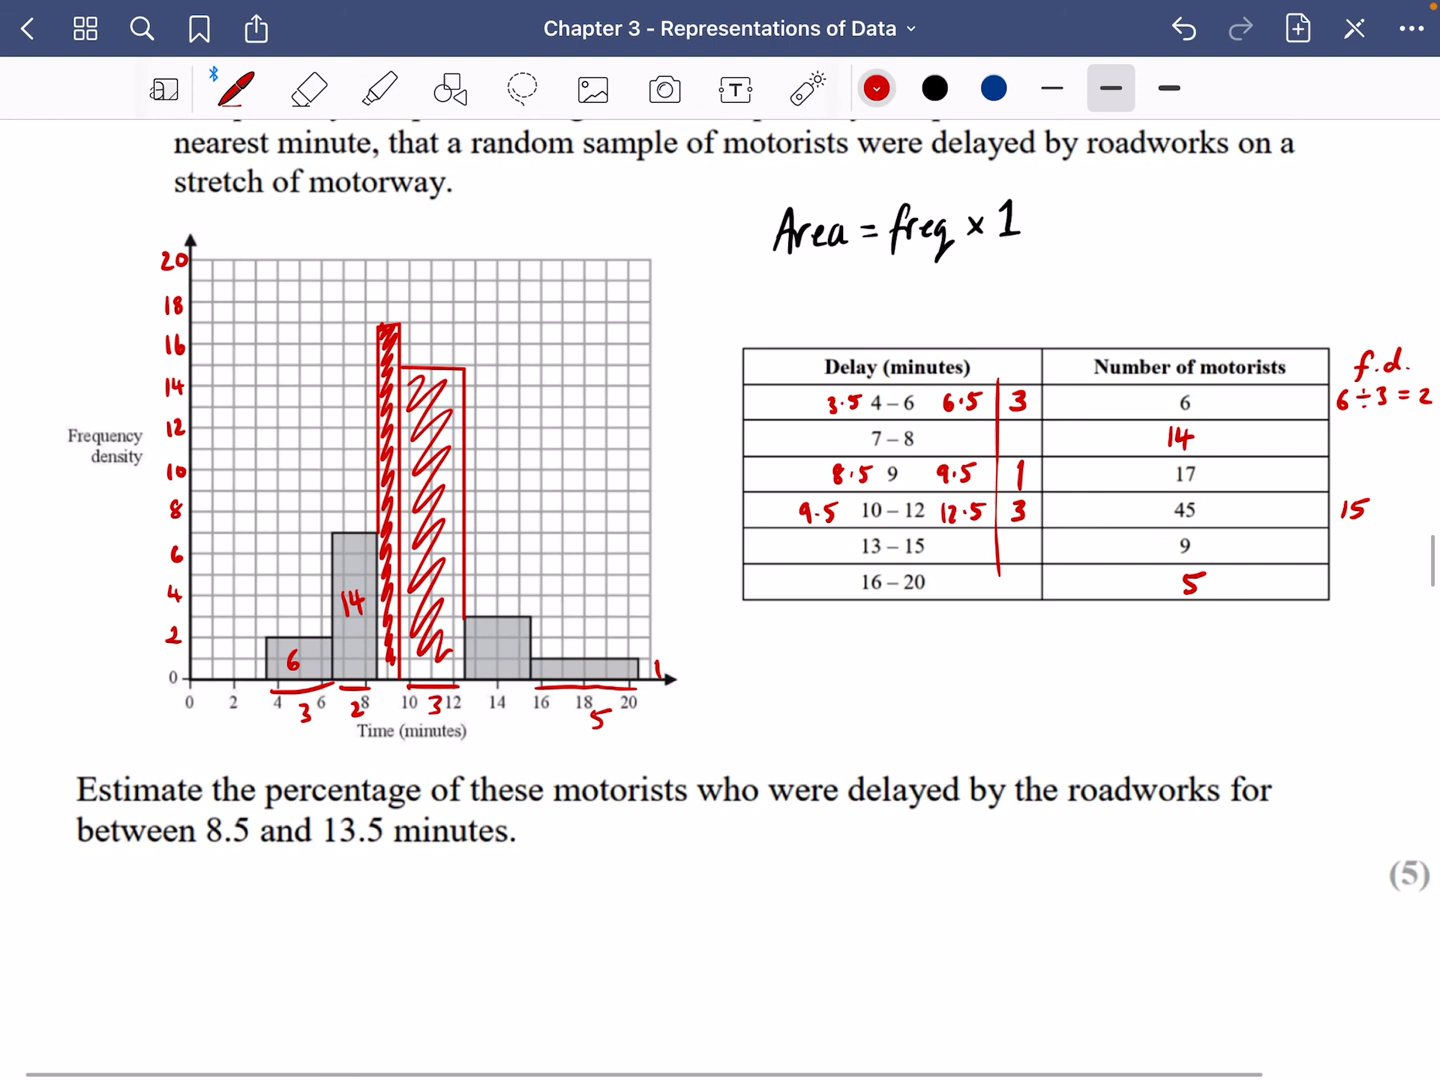 Chapter 3 - Representations of Data
nearest minute, that a random sample of motorists were delayed by roadworks on a
stretch of motorway.
Area = freq × 1
20
18
16
14
12
10
8
6
4
2
0
Frequency
density
6
14
0 2 4 6 8 10 12 14 16 18 20
3 2 3 5
1
Time (minutes)
Delay (minutes) Number of motorists f.d.
3.5 4 – 6 6.5 3 6 6 ÷ 3 = 2
7 – 8 14
8.5 9 9.5 1 17
9.5 10 – 12 12.5 3 45 15
13 – 15 9
16 – 20 5
Estimate the percentage of these motorists who were delayed by the roadworks for
between 8.5 and 13.5 minutes.
(5)